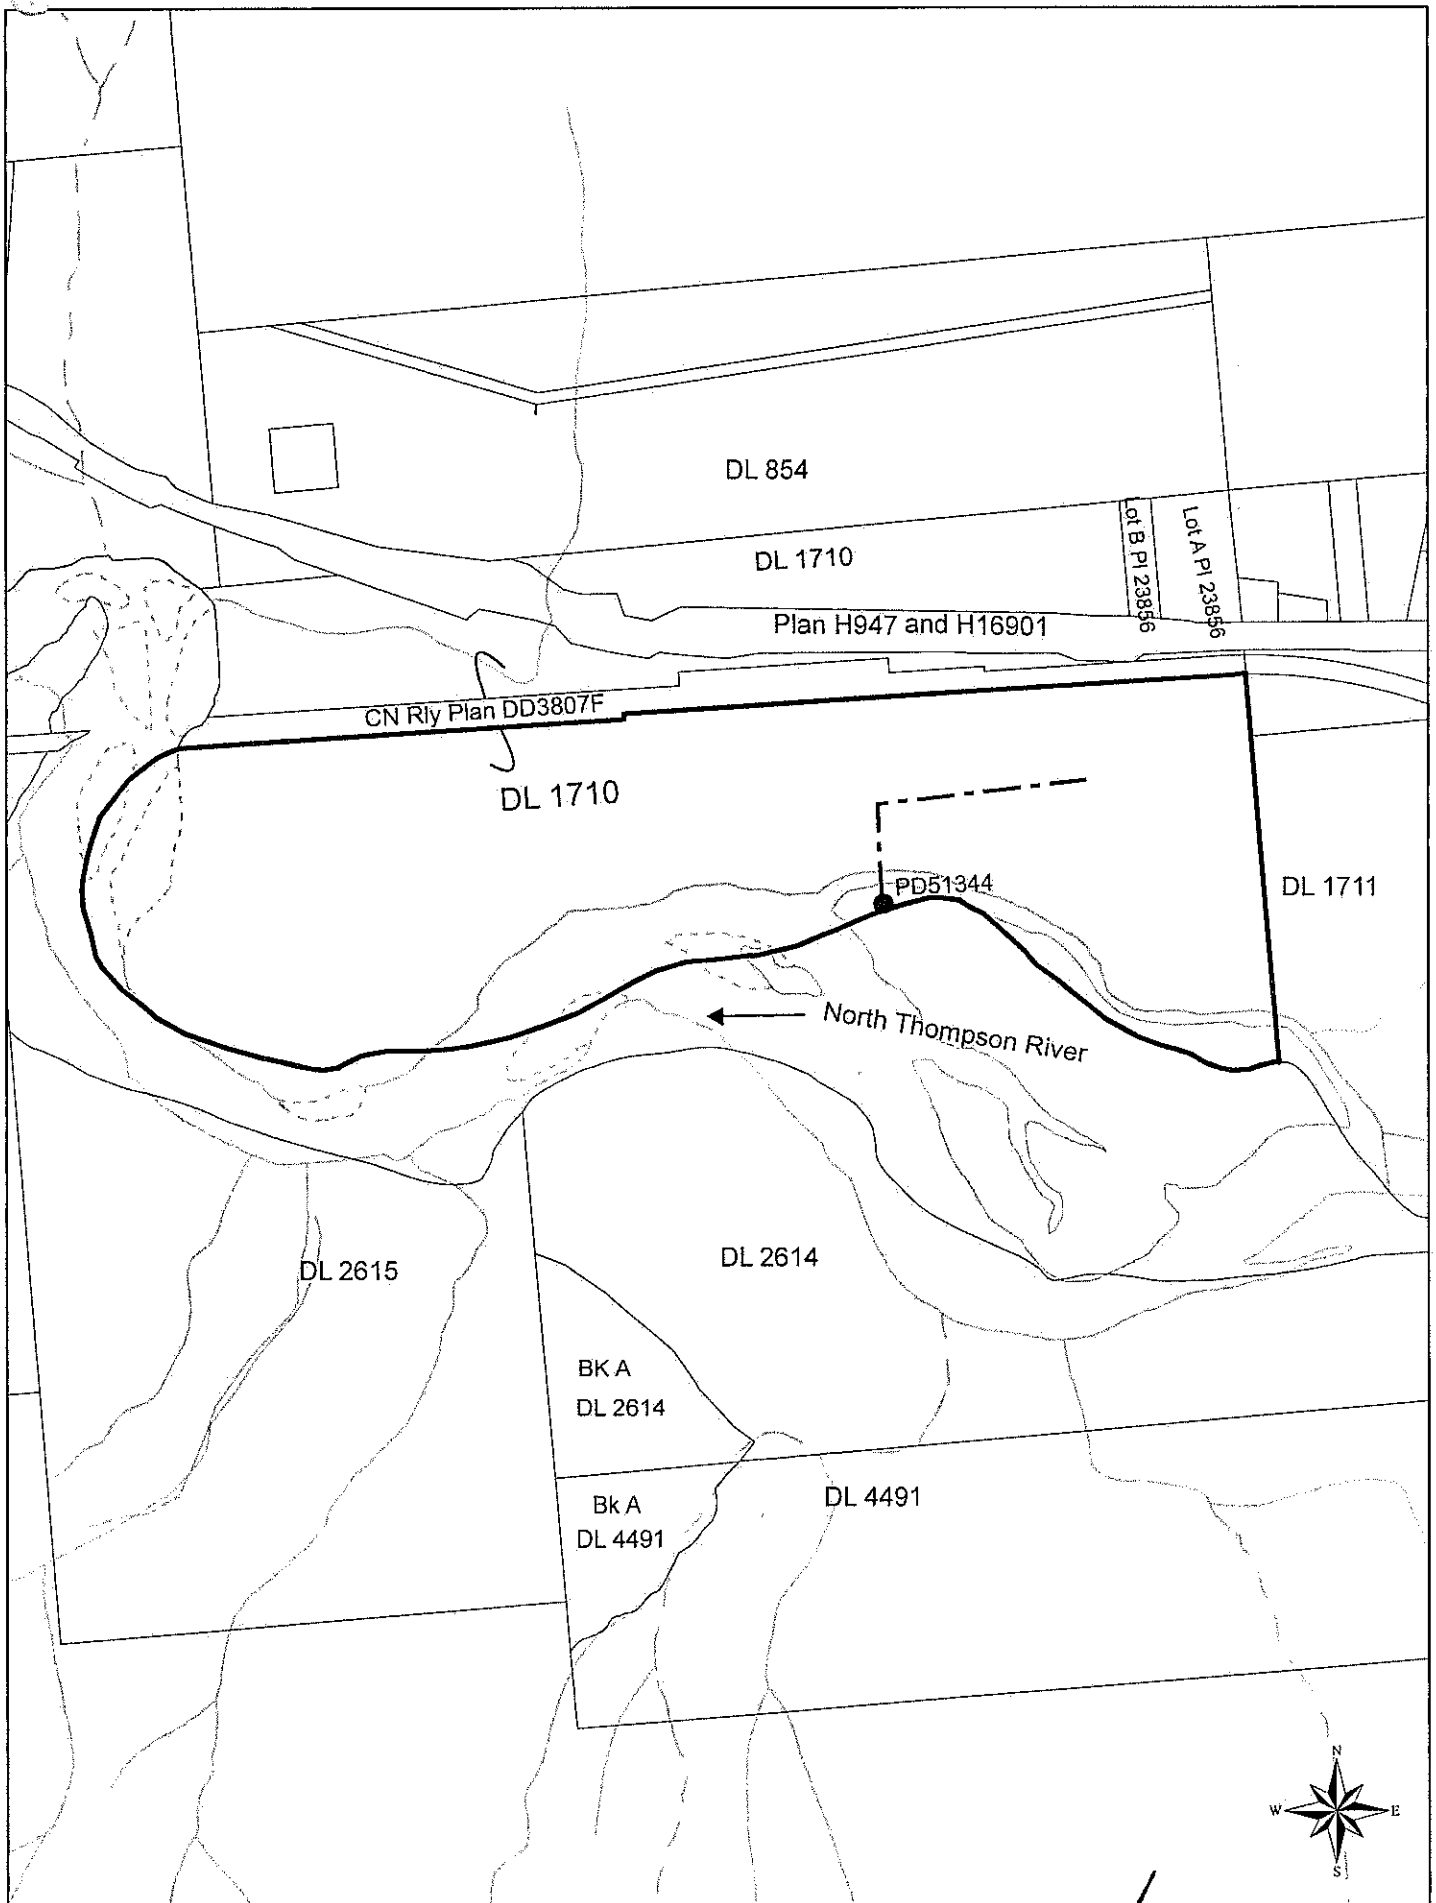 DL 854
DL 1710
Lot B Pl 23856
Lot A Pl 23856
Plan H947 and H16901
CN Rly Plan DD3807F
DL 1710
PD51344
DL 1711
North Thompson River
DL 2615
DL 2614
BK A
DL 2614
Bk A
DL 4491
DL 4491
N
W
E
S